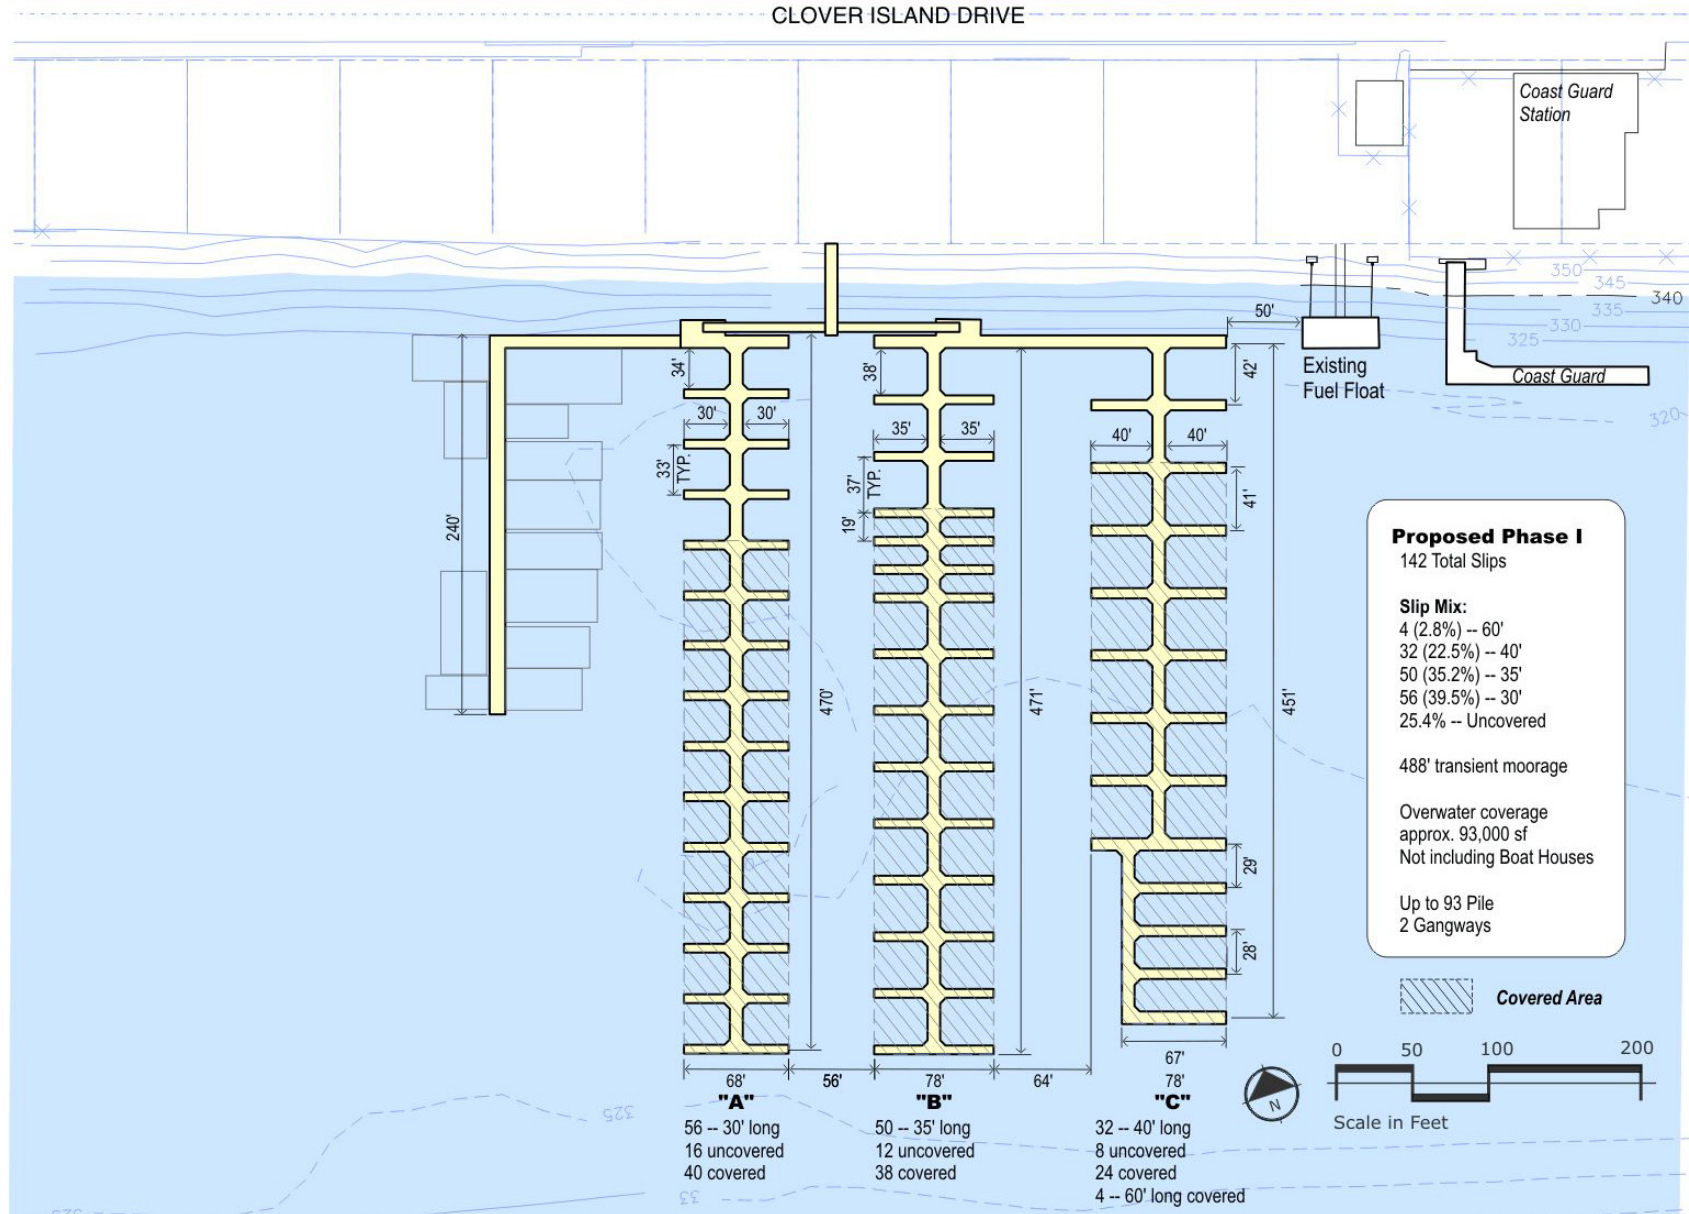 CLOVER ISLAND DRIVE
Coast Guard
Station
350
345
340
335
330
325
320
50'
Existing
Fuel Float
Coast Guard
34'
38'
42'
30'
30'
35'
35'
40'
40'
33'
TYP.
37'
TYP.
19'
41'
240'
470'
471'
451'
29'
28'
Proposed Phase I
142 Total Slips
Slip Mix:
4 (2.8%) -- 60'
32 (22.5%) -- 40'
50 (35.2%) -- 35'
56 (39.5%) -- 30'
25.4% -- Uncovered
488' transient moorage
Overwater coverage
approx. 93,000 sf
Not including Boat Houses
Up to 93 Pile
2 Gangways
Covered Area
0 50 100 200
Scale in Feet
N
68'
56'
78'
64'
67'
78'
"A"
56 -- 30' long
16 uncovered
40 covered
"B"
50 -- 35' long
12 uncovered
38 covered
"C"
32 -- 40' long
8 uncovered
24 covered
4 -- 60' long covered
325
33